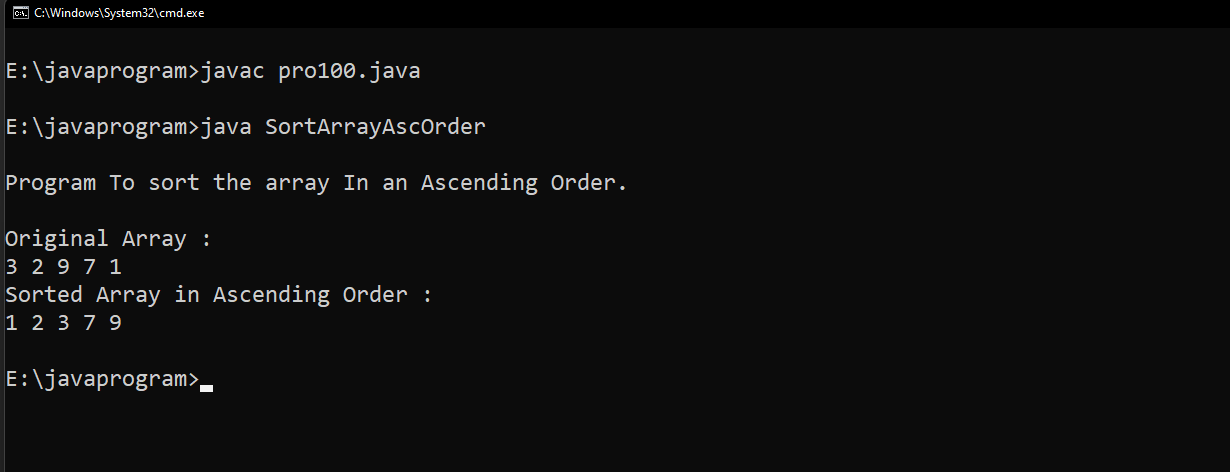 C:\Windows\System32\cmd.exe
E:\javaprogram>javac pro100.java
E:\javaprogram>java SortArrayAscOrder
Program To sort the array In an Ascending Order.
Original Array :
3 2 9 7 1
Sorted Array in Ascending Order :
1 2 3 7 9
E:\javaprogram>